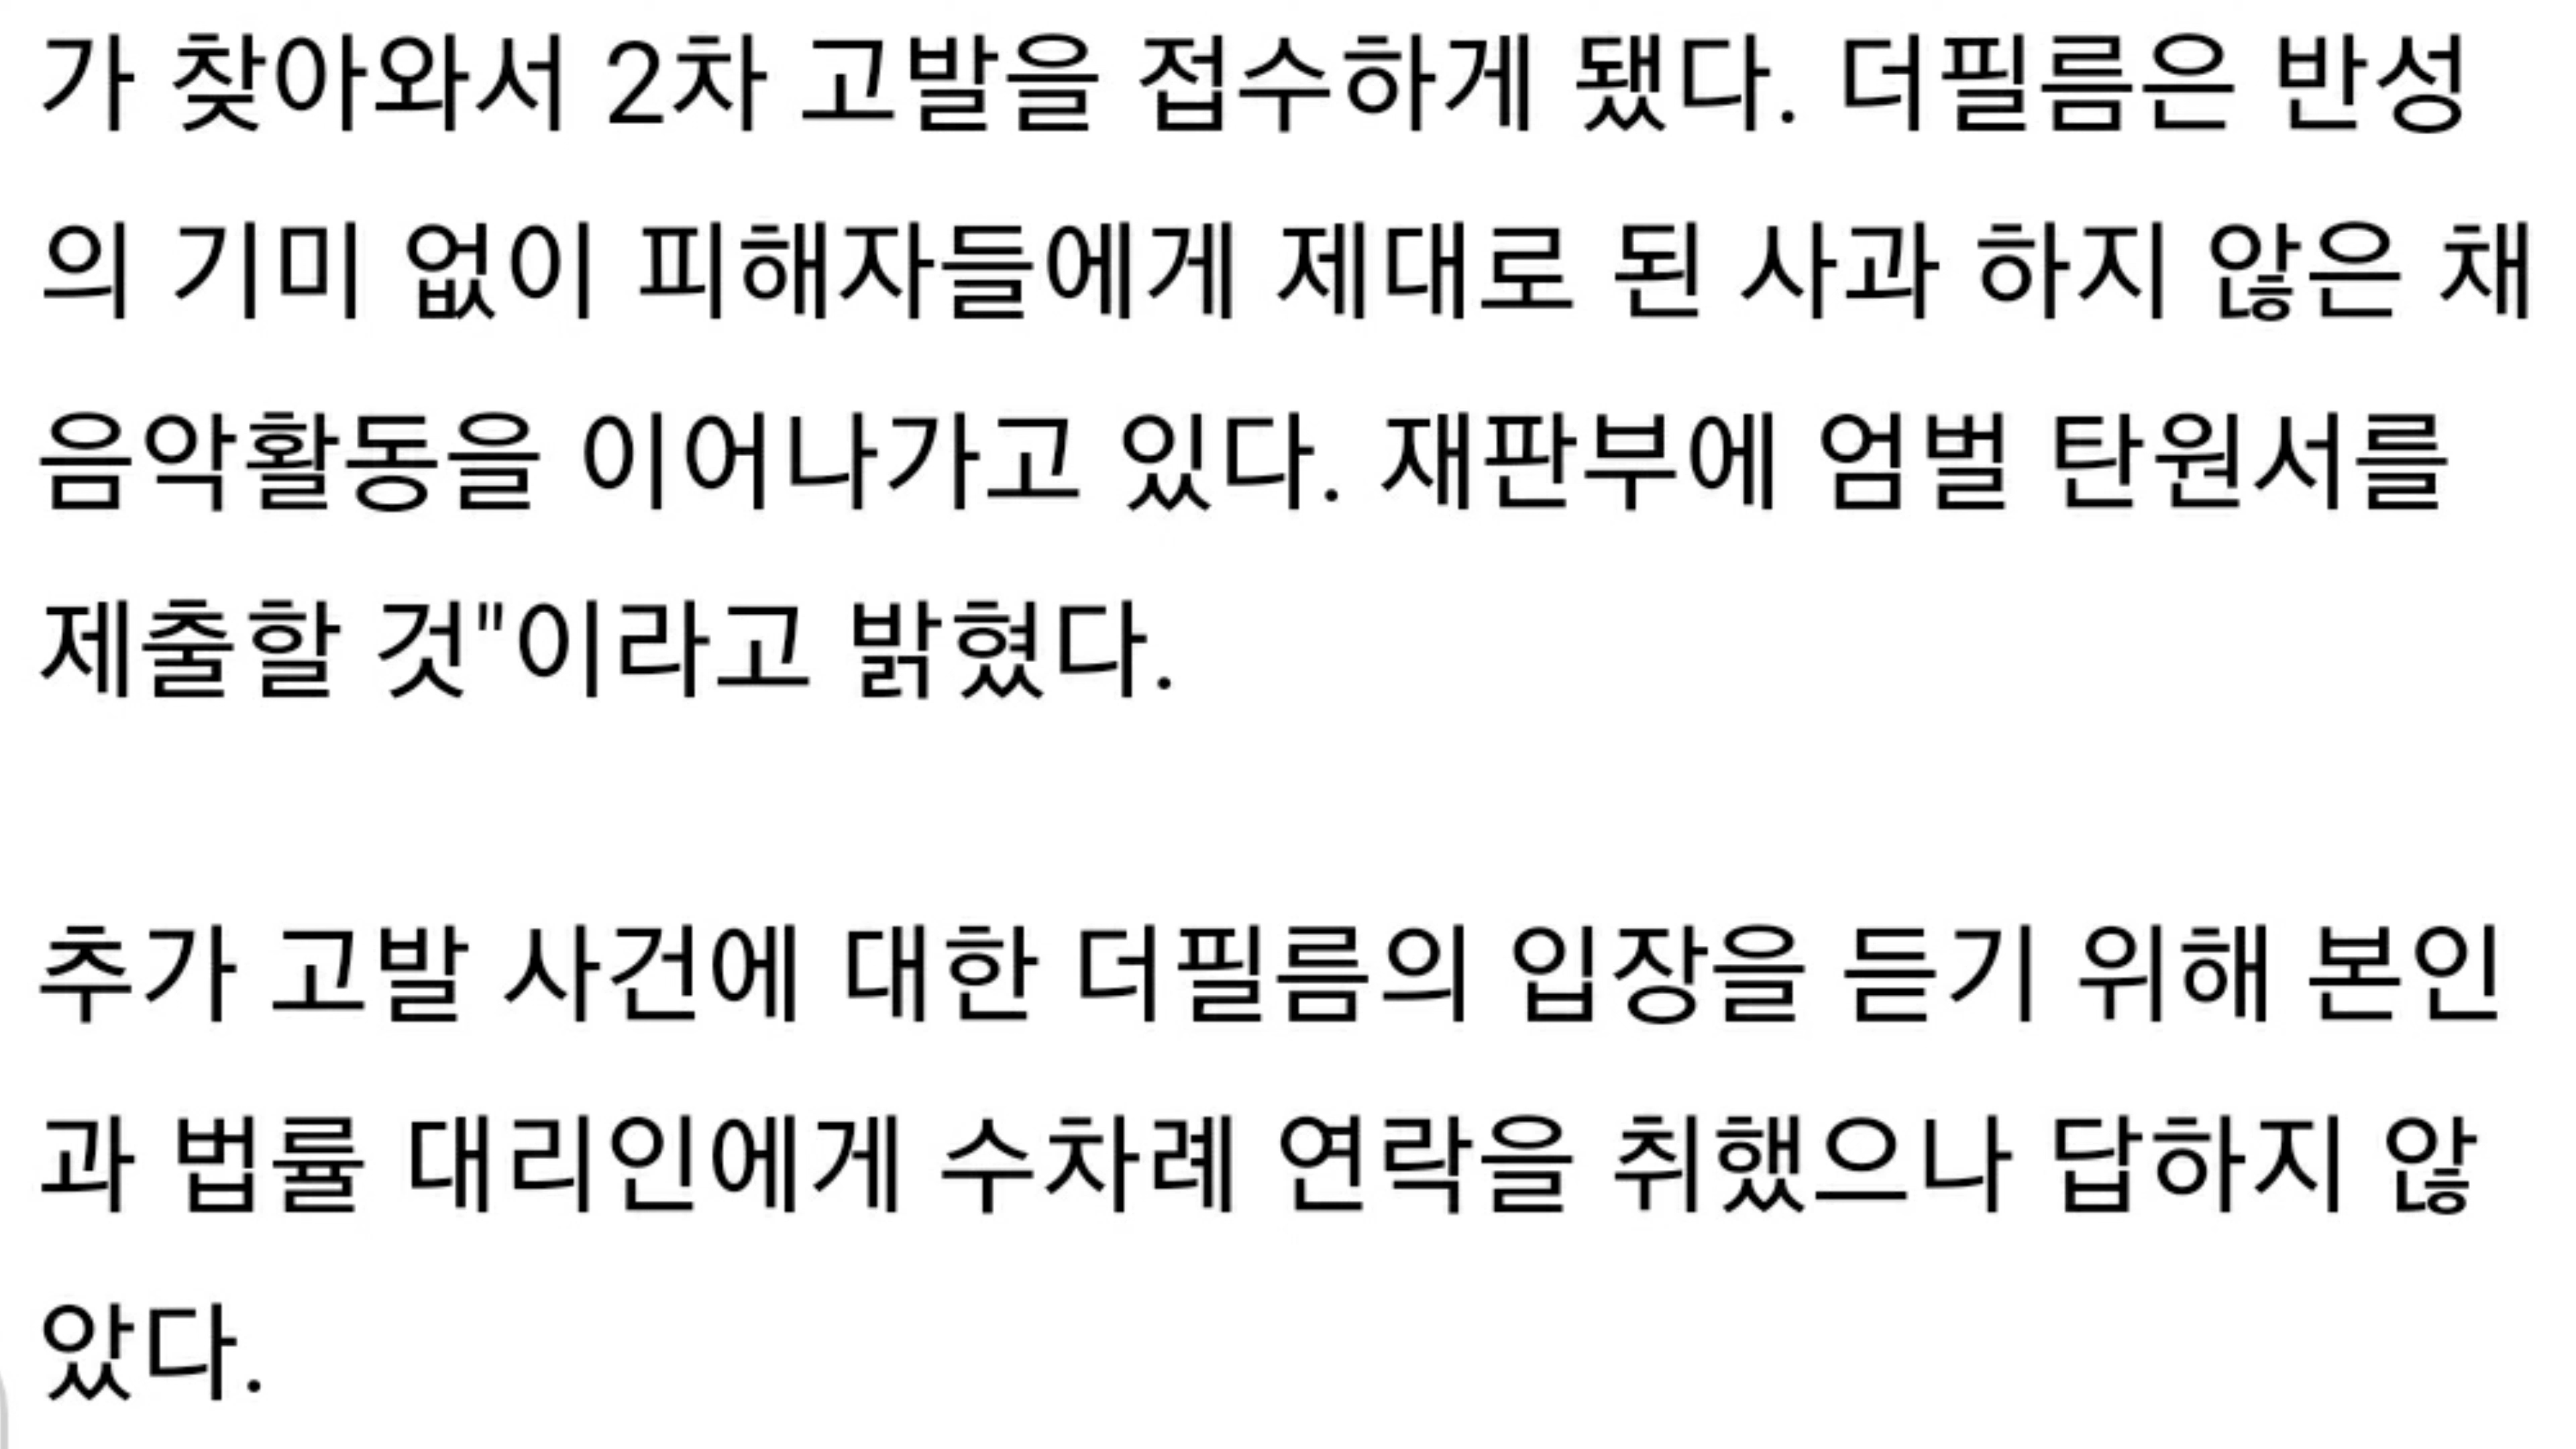 가 찾아와서 2차 고발을 접수하게 됐다. 더필름은 반성
의 기미 없이 피해자들에게 제대로 된 사과 하지 않은 채
음악활동을 이어나가고 있다. 재판부에 엄벌 탄원서를
제출할 것"이라고 밝혔다.
추가 고발 사건에 대한 더필름의 입장을 듣기 위해 본인
과 법률 대리인에게 수차례 연락을 취했으나 답하지 않
았다.